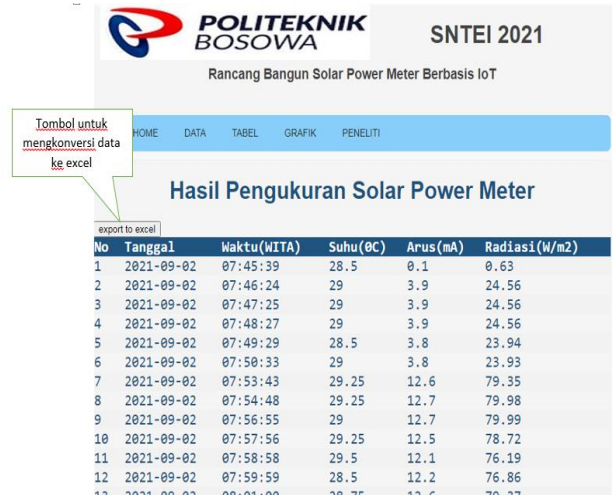 POLITEKNIK
BOSOWA
SNTEI 2021
Rancang Bangun Solar Power Meter Berbasis IoT
Tombol untuk
mengkonversi data
ke excel
HOME DATA TABEL GRAFIK PENELITI
Hasil Pengukuran Solar Power Meter
export to excel
No Tanggal Waktu(WITA) Suhu(0C) Arus(mA) Radiasi(W/m2)
1 2021-09-02 07:45:39 28.5 0.1 0.63
2 2021-09-02 07:46:24 29 3.9 24.56
3 2021-09-02 07:47:25 29 3.9 24.56
4 2021-09-02 07:48:27 29 3.9 24.56
5 2021-09-02 07:49:29 28.5 3.8 23.94
6 2021-09-02 07:50:33 29 3.8 23.93
7 2021-09-02 07:53:43 29.25 12.6 79.35
8 2021-09-02 07:54:48 29.25 12.7 79.98
9 2021-09-02 07:56:55 29 12.7 79.99
10 2021-09-02 07:57:56 29.25 12.5 78.72
11 2021-09-02 07:58:58 29.5 12.1 76.19
12 2021-09-02 07:59:59 28.5 12.2 76.86